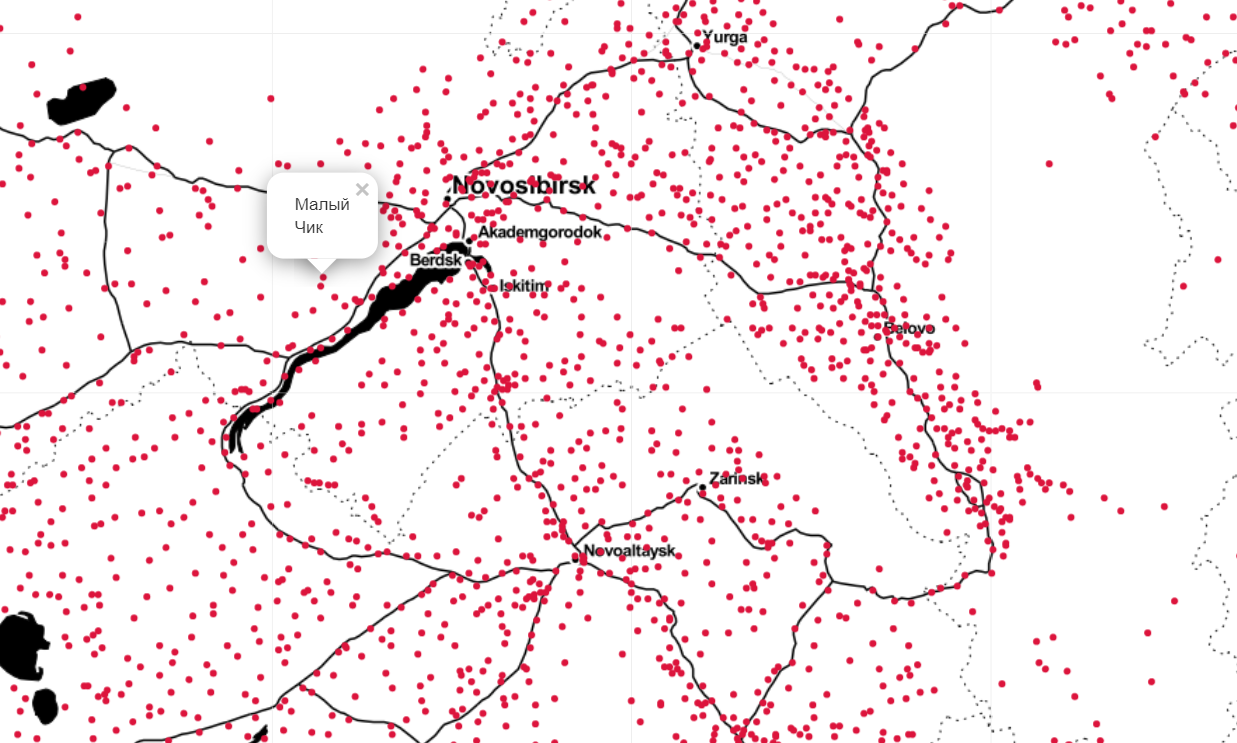 Yurga
Novosibirsk
×
Малый
Чик
Akademgorodok
Berdsk
Iskitim
Belovo
Zarinsk
Novoaltaysk